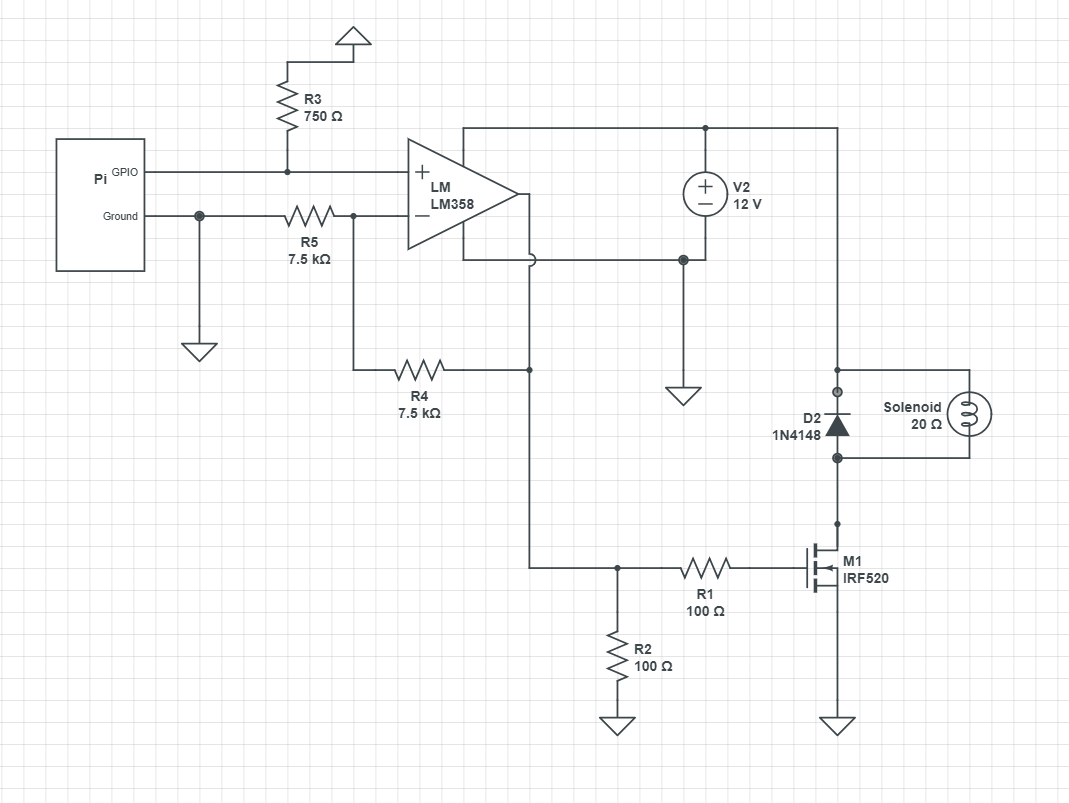 R3
750 Ω
Pi
GPIO
Ground
R5
7.5 kΩ
LM
LM358
V2
12 V
R4
7.5 kΩ
D2
1N4148
Solenoid
20 Ω
R1
100 Ω
M1
IRF520
R2
100 Ω